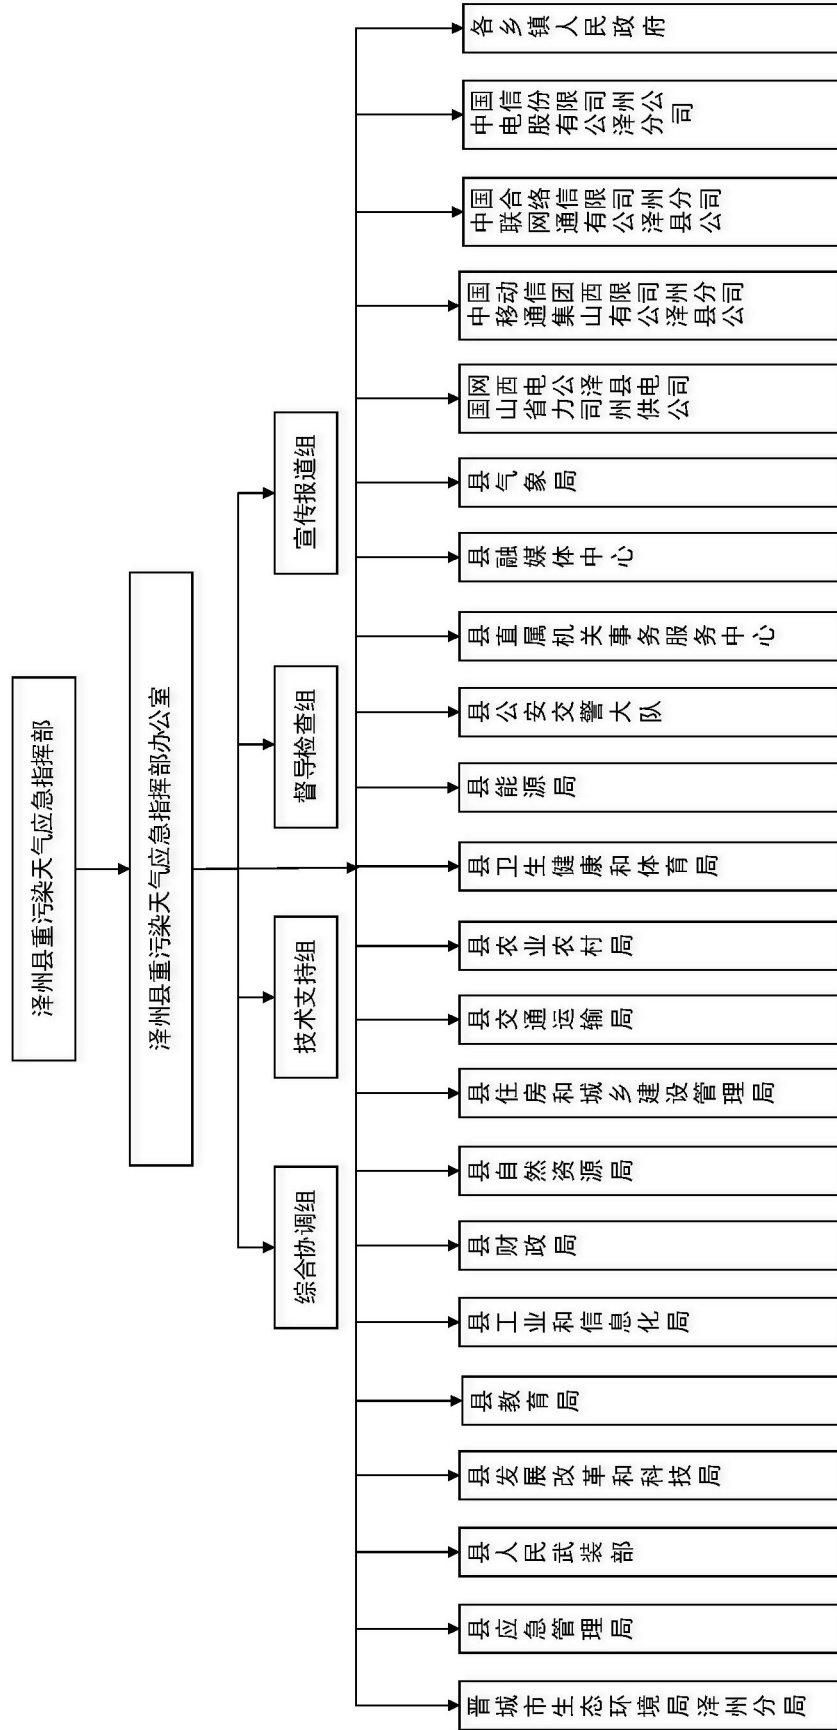 泽州县重污染天气应急指挥部
泽州县重污染天气应急指挥部办公室
综合协调组
技术支持组
督导检查组
宣传报道组
晋城市生态环境局泽州分局
县应急管理局
县人民武装部
县发展改革和科技局
县教育局
县工业和信息化局
县财政局
县自然资源局
县住房和城乡建设管理局
县交通运输局
县农业农村局
县卫生健康和体育局
县能源局
县公安交警大队
县直属机关事务服务中心
县融媒体中心
县气象局
国网山西省电力公司泽州县供电公司
中国移动通信集团山西有限公司泽州县分公司
中国联合网络通信有限公司泽州县分公司
中国电信股份有限公司泽州分公司
各乡镇人民政府